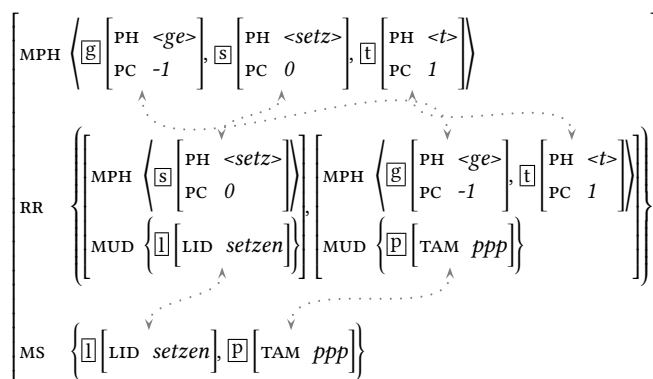 MPH ⟨ g [PH <ge>, PC -1], s [PH <setz>, PC 0], t [PH <t>, PC 1] ⟩
RR { [MPH ⟨ s [PH <setz>, PC 0] ⟩, MUD { l [LID setzen] }], [MPH ⟨ g [PH <ge>, PC -1], t [PH <t>, PC 1] ⟩, MUD { p [TAM ppp] }] }
MS { l [LID setzen], p [TAM ppp] }